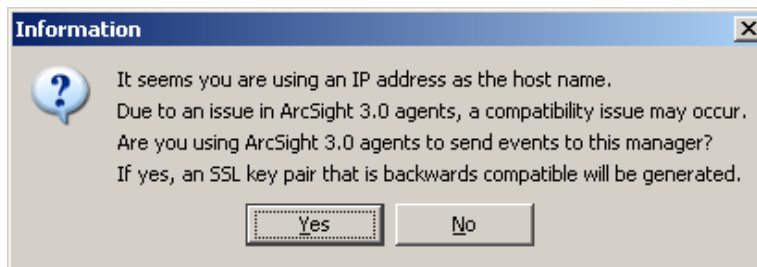 Information
It seems you are using an IP address as the host name.
Due to an issue in ArcSight 3.0 agents, a compatibility issue may occur.
Are you using ArcSight 3.0 agents to send events to this manager?
If yes, an SSL key pair that is backwards compatible will be generated.
Yes No